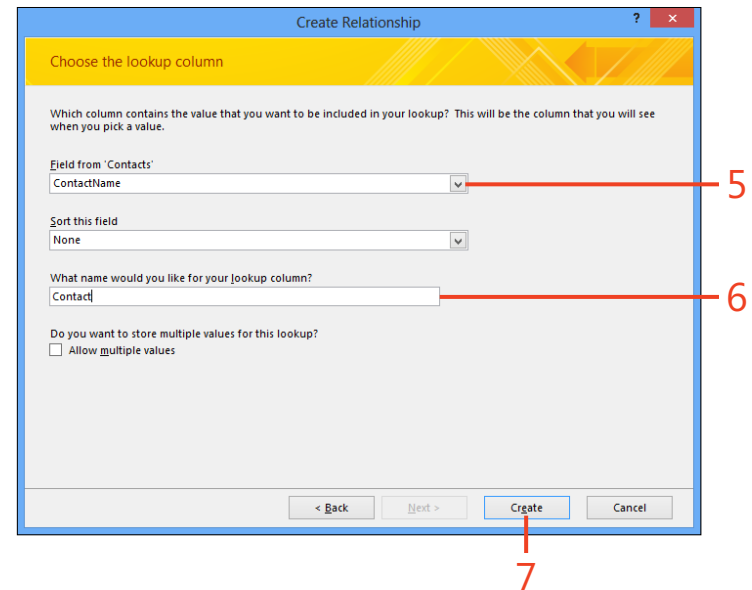 Create Relationship
?
×
Choose the lookup column
Which column contains the value that you want to be included in your lookup? This will be the column that you will see
when you pick a value.
Field from 'Contacts'
ContactName
5
Sort this field
None
What name would you like for your lookup column?
Contact
6
Do you want to store multiple values for this lookup?
Allow multiple values
< Back
Next >
Create
Cancel
7